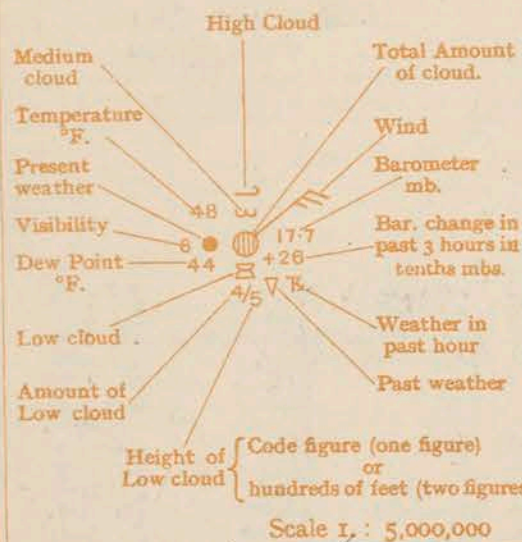 High Cloud
Medium
cloud
Total Amount
of cloud.
Temperature
°F.
Wind
Present
weather
Barometer
mb.
48
Visibility
6
17.7
Bar. change in
past 3 hours in
tenths mbs.
Dew Point
°F.
44
+26
4/5
Low cloud
Weather in
past hour
Amount of
Low cloud
Past weather
Height of
Low cloud
Code figure (one figure)
or
hundreds of feet (two figures
Scale 1. : 5,000,000